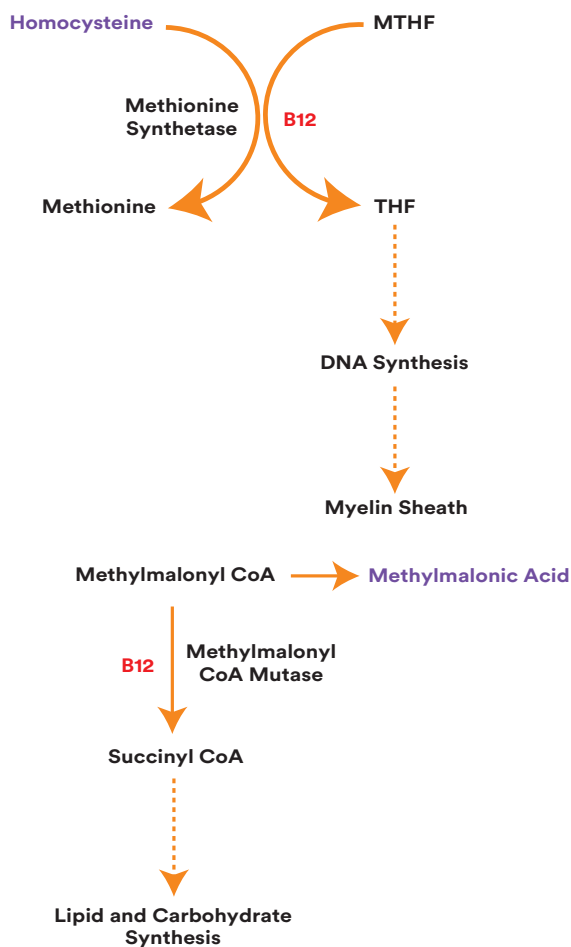 Homocysteine
MTHF
Methionine
Synthetase
B12
Methionine
THF
DNA Synthesis
Myelin Sheath
Methylmalonyl CoA
Methylmalonic Acid
B12
Methylmalonyl
CoA Mutase
Succinyl CoA
Lipid and Carbohydrate
Synthesis